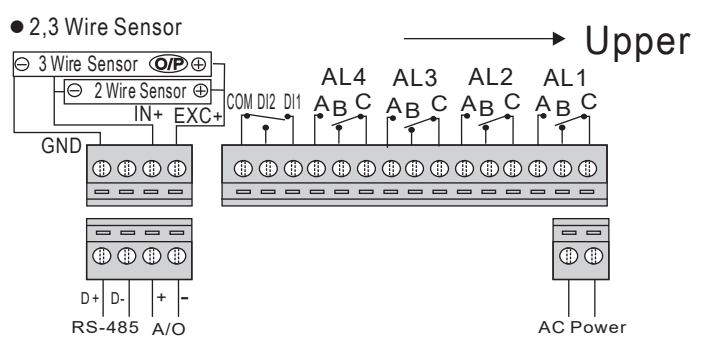 ● 2,3 Wire Sensor
Upper
⊖ 3 Wire Sensor O/P ⊕
⊖ 2 Wire Sensor ⊕
IN+ EXC+
GND
AL4 AL3 AL2 AL1
COM DI2 DI1 A B C A B C A B C A B C
D+ D- + -
RS-485 A/O
AC Power